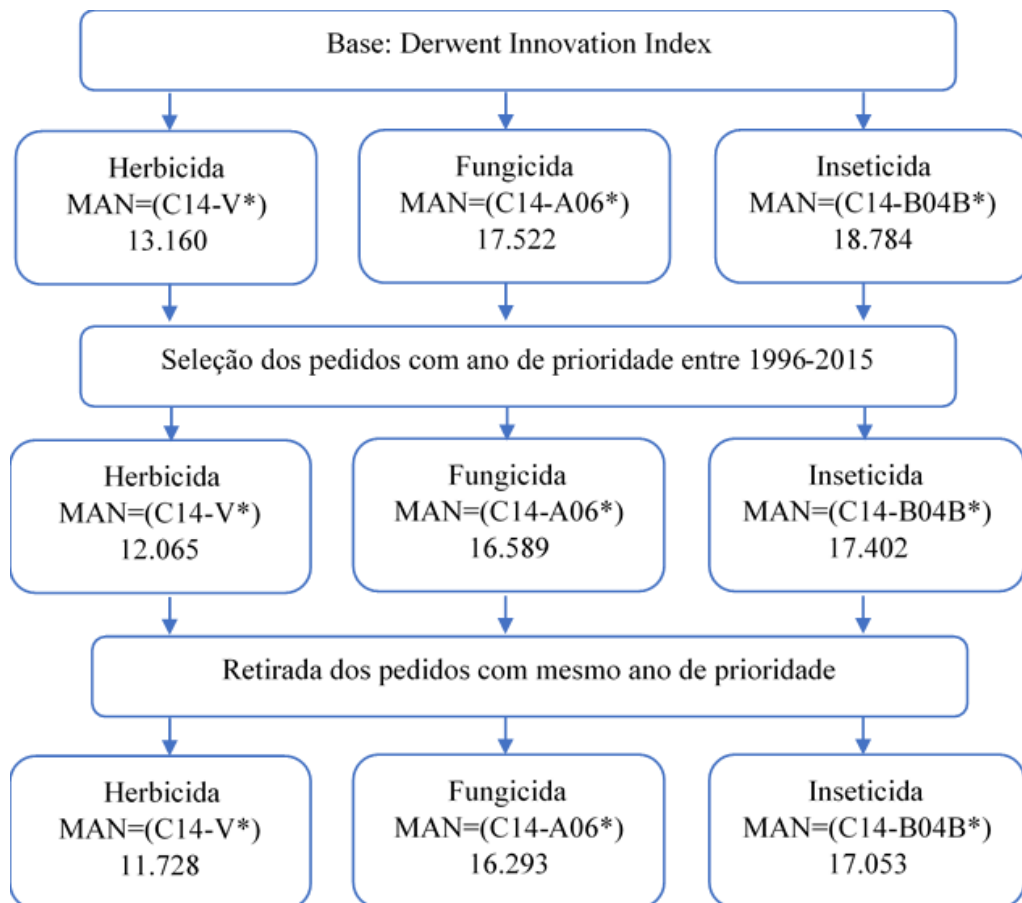 Base: Derwent Innovation Index
Herbicida
MAN=(C14-V*)
13.160
Fungicida
MAN=(C14-A06*)
17.522
Inseticida
MAN=(C14-B04B*)
18.784
Seleção dos pedidos com ano de prioridade entre 1996-2015
Herbicida
MAN=(C14-V*)
12.065
Fungicida
MAN=(C14-A06*)
16.589
Inseticida
MAN=(C14-B04B*)
17.402
Retirada dos pedidos com mesmo ano de prioridade
Herbicida
MAN=(C14-V*)
11.728
Fungicida
MAN=(C14-A06*)
16.293
Inseticida
MAN=(C14-B04B*)
17.053